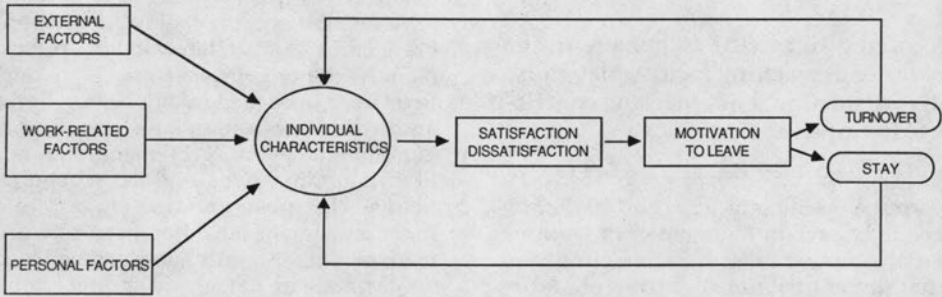 EXTERNAL
FACTORS
WORK-RELATED
FACTORS
PERSONAL FACTORS
INDIVIDUAL
CHARACTERISTICS
SATISFACTION
DISSATISFACTION
MOTIVATION
TO LEAVE
TURNOVER
STAY